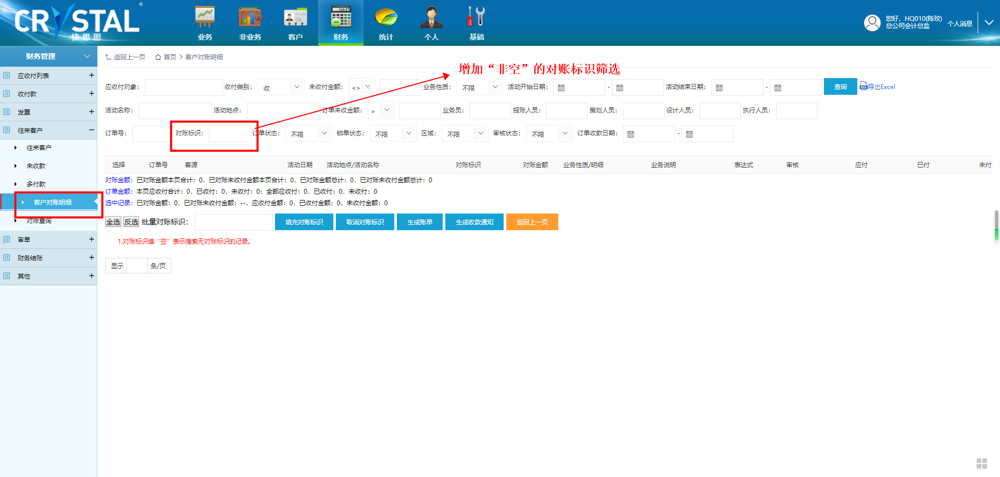 CRYSTAL ®
快思图
业务 非业务 客户 财务 统计 个人 基础
您好，HQ010(陈玟)
总公司会计总监
个人消息
财务管理
应收付列表 +
收付款 +
发票 +
往来客户 −
往来客户
未收款
多付款
客户对账明细
对账查询
审单 +
财务结账 +
其他 +
返回上一页 首页 > 客户对账明细
增加“非空”的对账标识筛选
应收付对象： 收付类别： 收 未收付金额： <> 业务性质： 不限 活动开始日期： - 活动结束日期： - 查询 导出Excel
活动名称： 活动地点： 订单未收金额： > 业务员： 报账人员： 策划人员： 设计人员： 执行人员：
订单号： 对账标识： 订单状态： 不限 锁单状态： 不限 区域： 不限 审核状态： 不限 订单收款日期： -
选择 订单号 客源 活动日期 活动地点/活动名称 对账标识 对账金额 业务性质/明细 业务说明 表达式 审核 应付 已付 未付
对账金额：已对账金额本页合计：0，已对账未收付金额本页合计：0，已对账金额总计：0，已对账未收付金额总计：0
订单金额：本页应收付合计：0，已收付：0，未收付：0；全部应收付：0，已收付：0，未收付：0
选中记录：已对账金额：0，已对账未收付金额：--，应收付金额：0，已收付金额：0，未收付金额：0
全选 反选 批量对账标识： 填充对账标识 取消对账标识 生成账单 生成收款通知 返回上一页
1.对账标识填“空”表示搜索无对账标识的记录。
显示 条/页